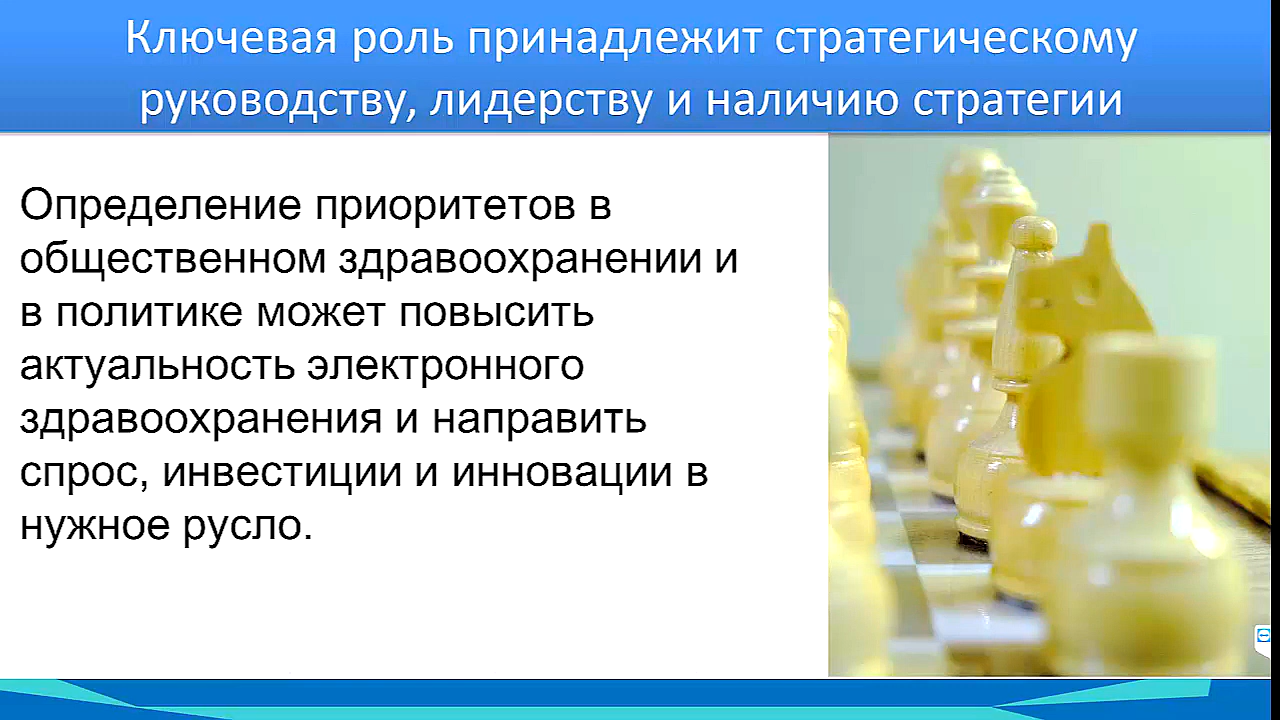 Ключевая роль принадлежит стратегическому
руководству, лидерству и наличию стратегии
Определение приоритетов в
общественном здравоохранении и
в политике может повысить
актуальность электронного
здравоохранения и направить
спрос, инвестиции и инновации в
нужное русло.